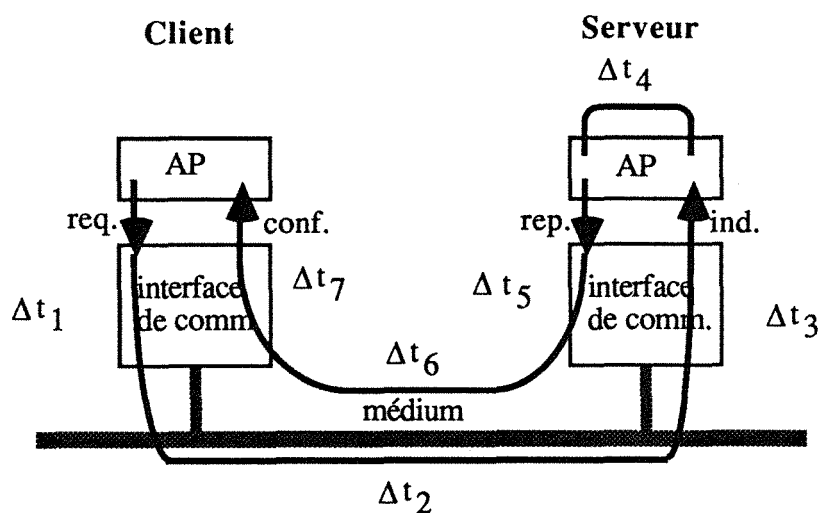 Client
Serveur
Δt4
AP
AP
req.
conf.
rep.
ind.
Δt1
interface
de comm.
Δt7
Δt5
interface
de comm.
Δt3
Δt6
médium
Δt2